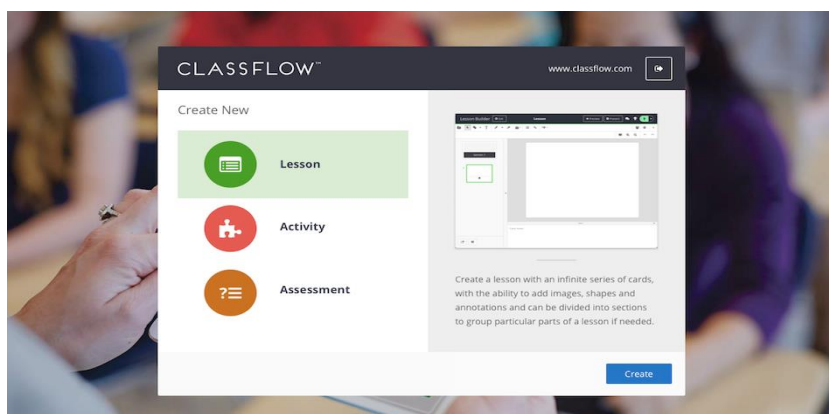 CLASSFLOW™
www.classflow.com
Create New
Lesson
Activity
?
Assessment
Lesson Builder
Create a lesson with an infinite series of cards,
with the ability to add images, shapes and
annotations and can be divided into sections
to group particular parts of a lesson if needed.
Create